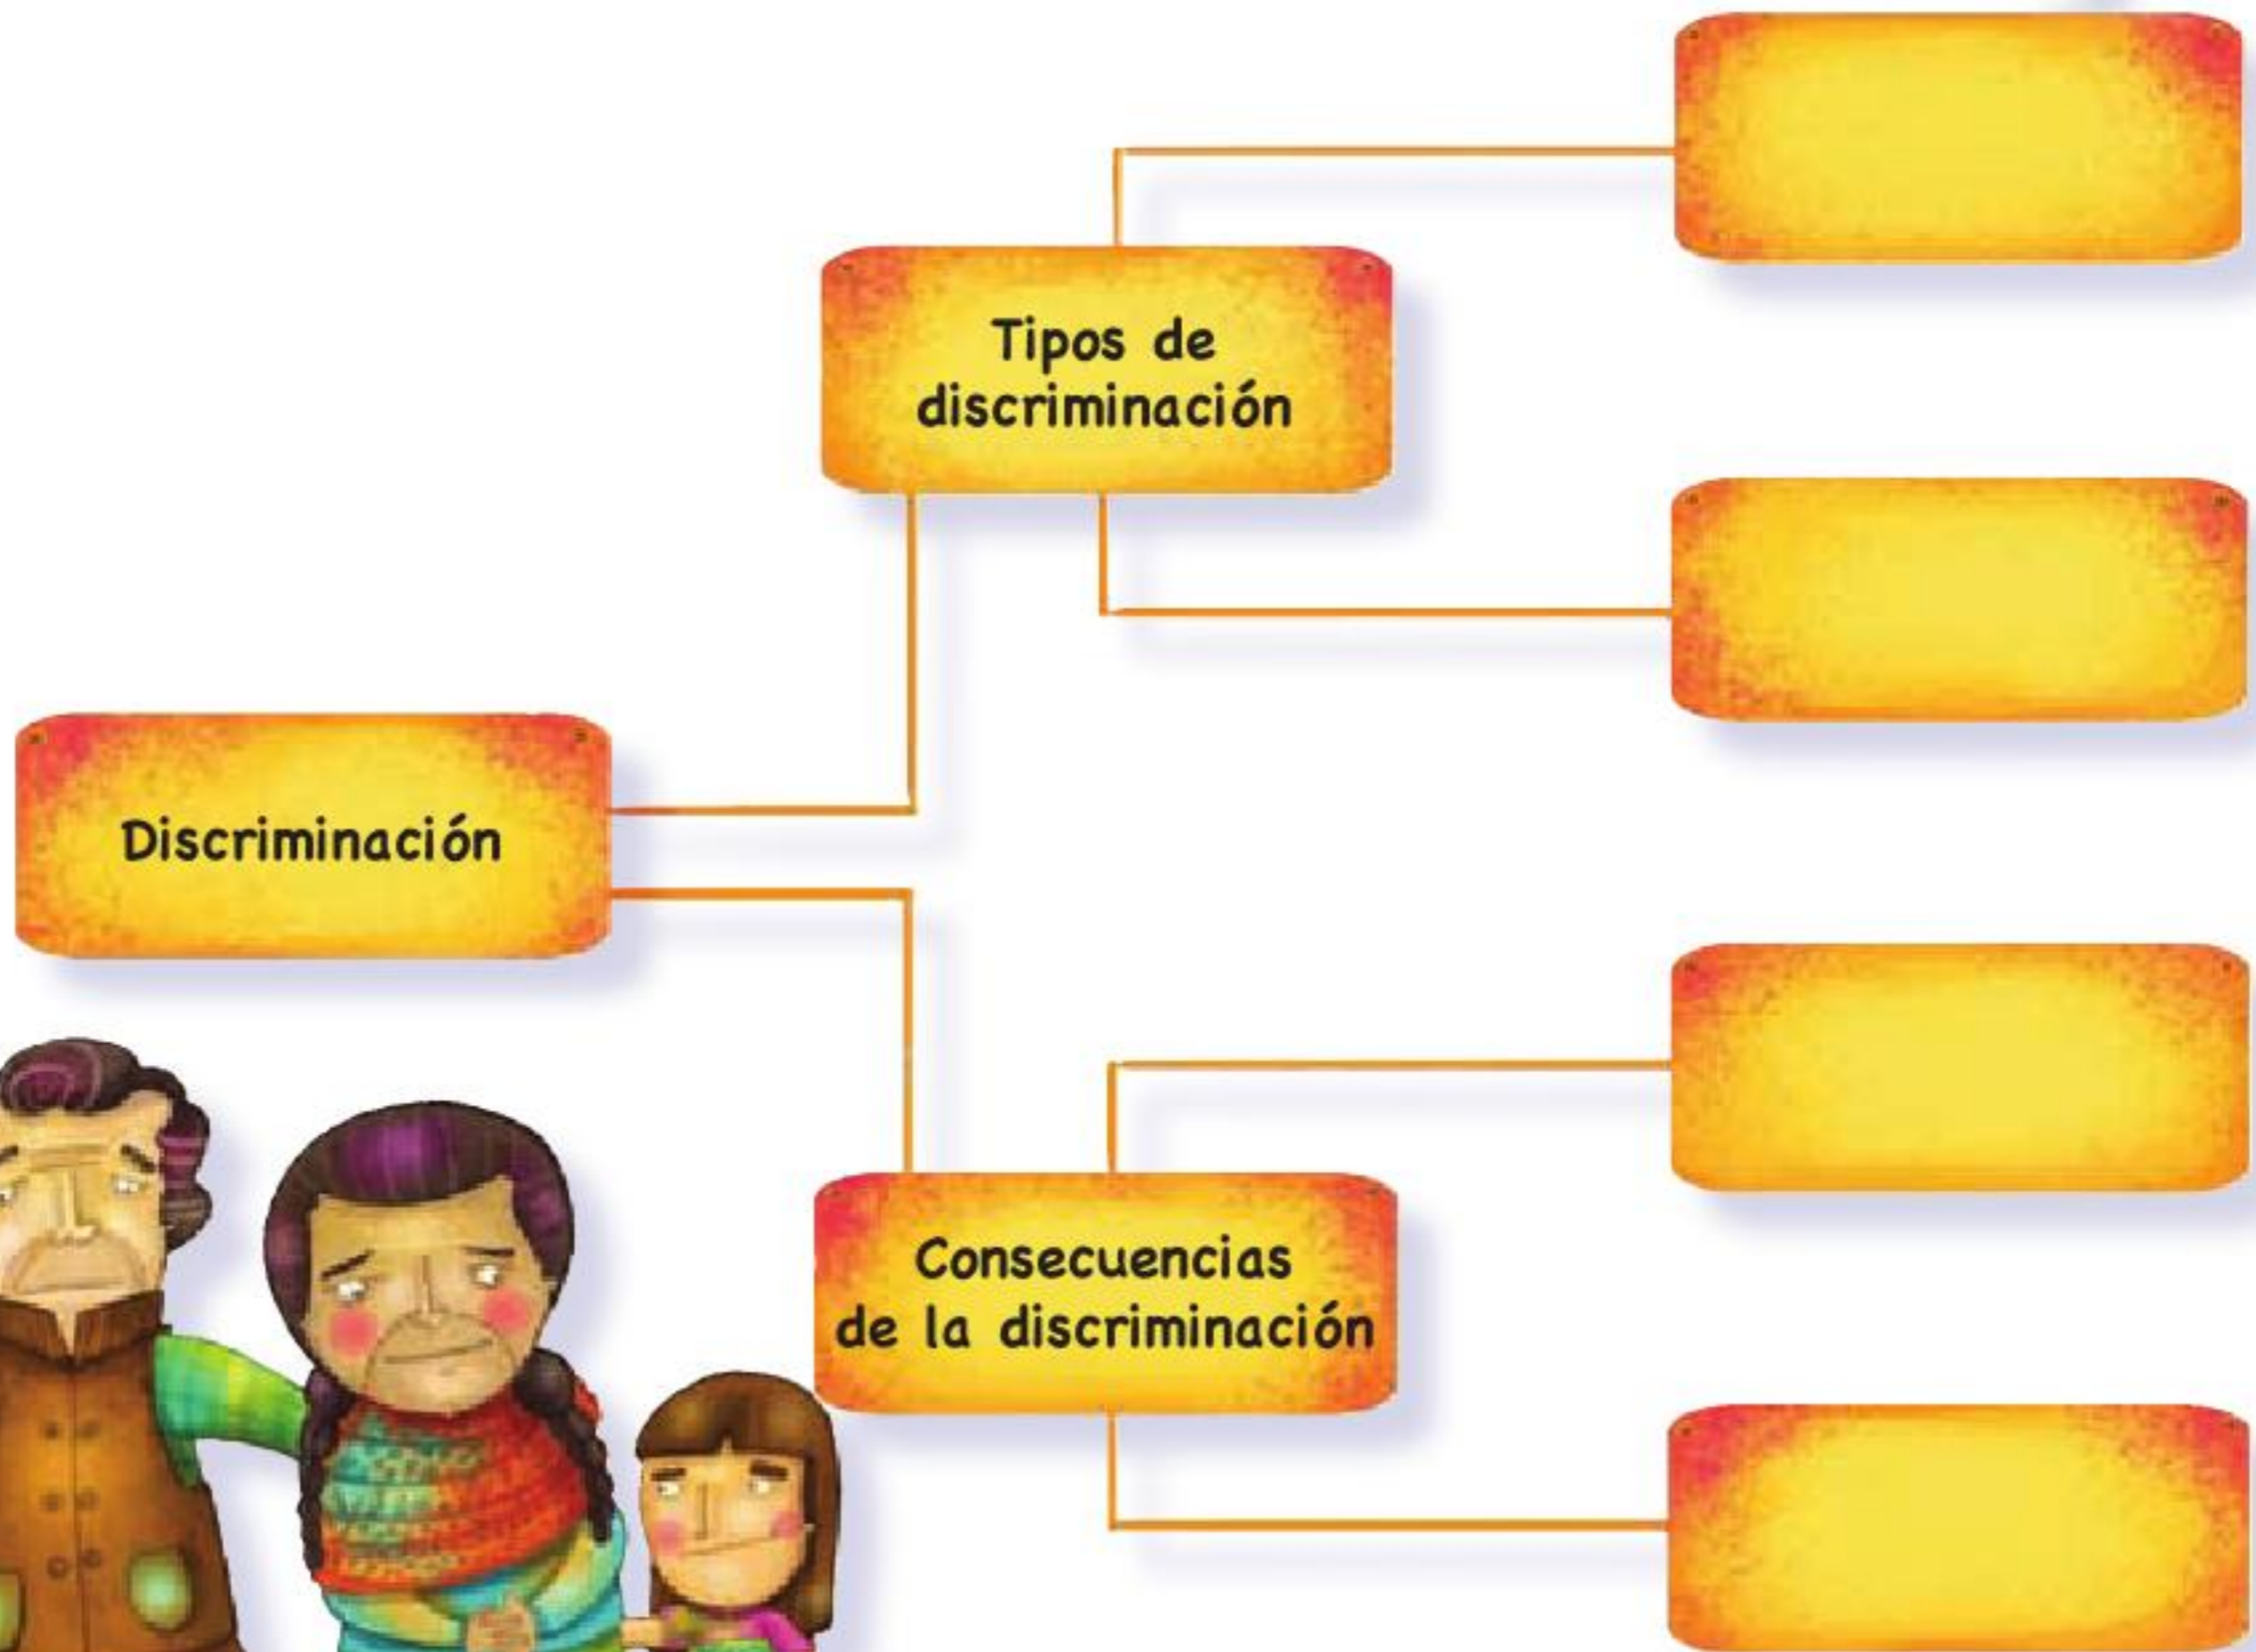 Tipos de
discriminación
Discriminación
Consecuencias
de la discriminación